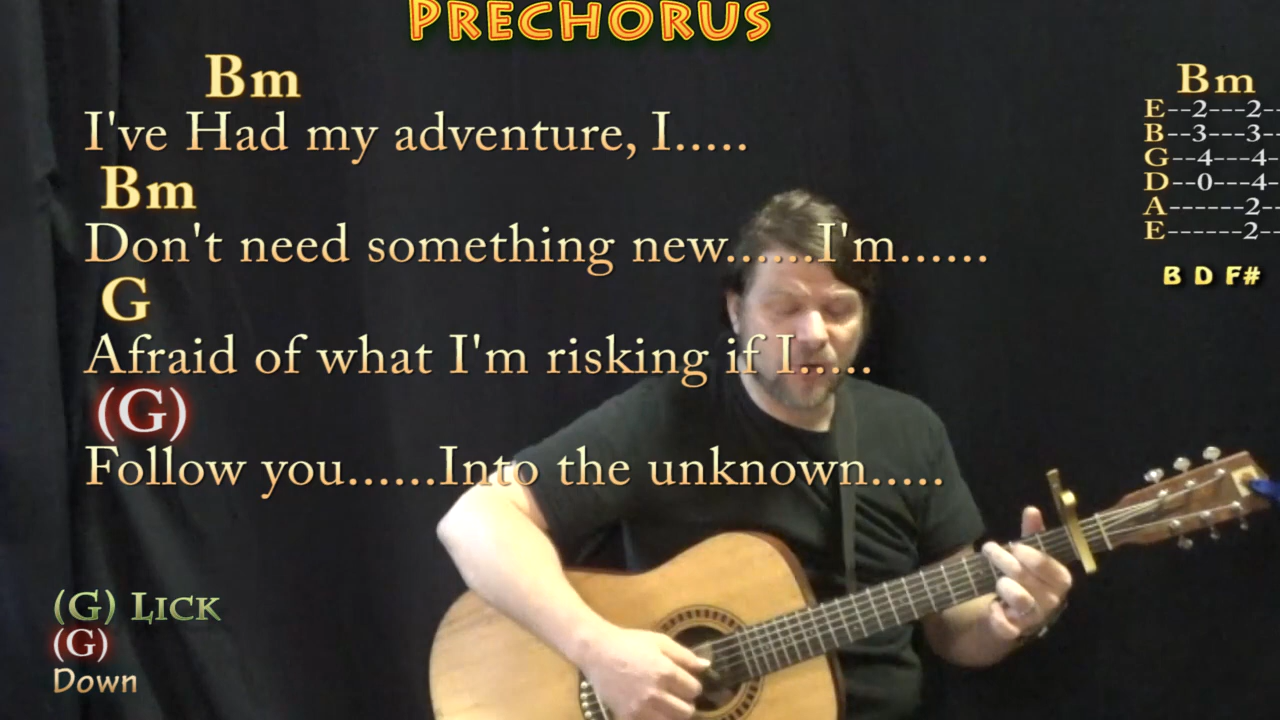 PRECHORUS
Bm
I've Had my adventure, I.....
Bm
Don't need something new......I'm......
G
Afraid of what I'm risking if I.....
(G)
Follow you......Into the unknown.....
(G) LICK
(G)
Down
Bm
E--2---2-
B--3---3-
G--4---4-
D--0---4-
A------2-
E------2--
B D F#